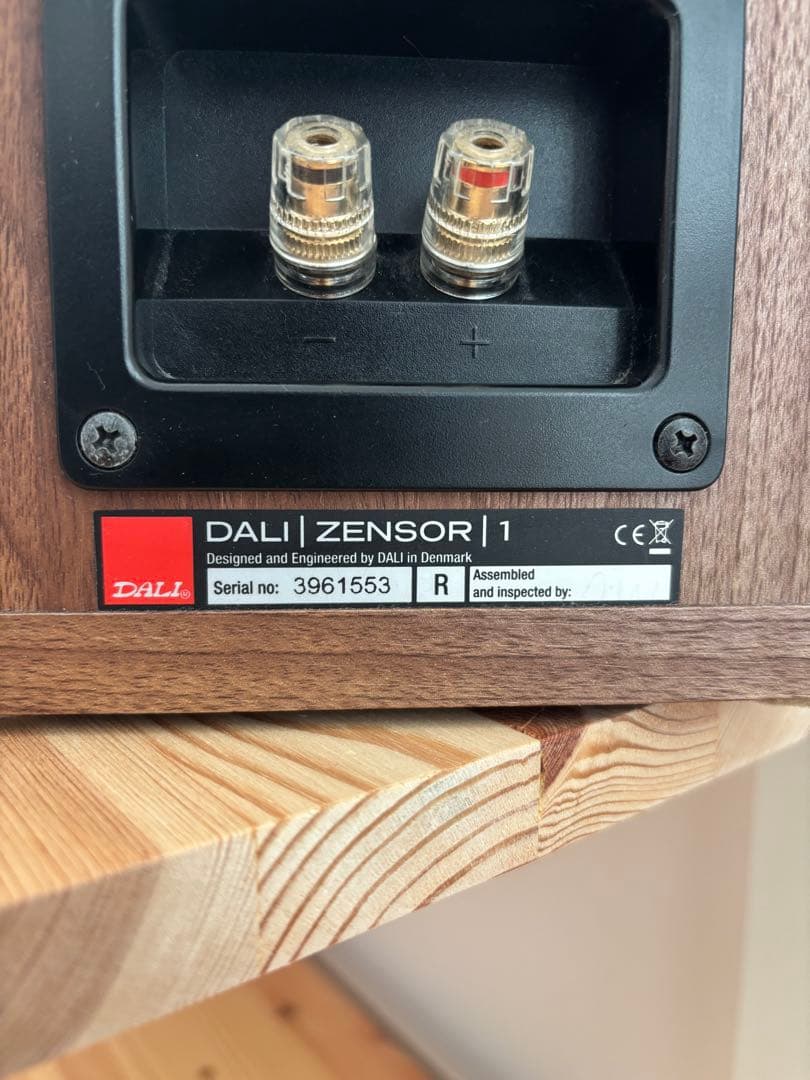 − +
DALI | ZENSOR | 1
CE
Designed and Engineered by DALI in Denmark
DALI®
Serial no: 3961553
R
Assembled
and inspected by: